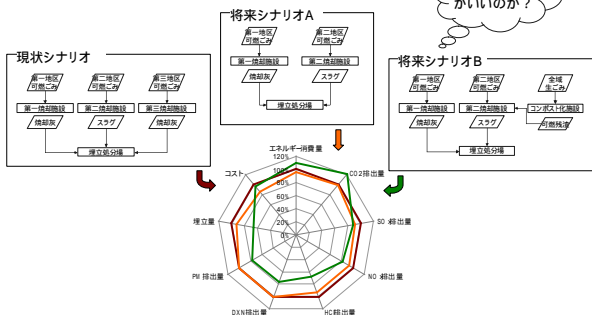 がいいのか？
現状シナリオ
第一地区
可燃ごみ
第二地区
可燃ごみ
第三地区
可燃ごみ
第一焼却施設
第二焼却施設
第三焼却施設
焼却灰
スラグ
焼却灰
埋立処分場
将来シナリオA
第一地区
可燃ごみ
第二地区
可燃ごみ
第一焼却施設
第二焼却施設
焼却灰
スラグ
埋立処分場
将来シナリオB
第一地区
可燃ごみ
第二地区
可燃ごみ
全域
生ごみ
第一焼却施設
第二焼却施設
コンポスト化施設
焼却灰
スラグ
可燃残渣
埋立処分場
エネルギー消費量
CO2排出量
SOx排出量
NOx排出量
HCl排出量
DXN排出量
PM排出量
埋立量
コスト
120%
100%
80%
60%
40%
20%
0%